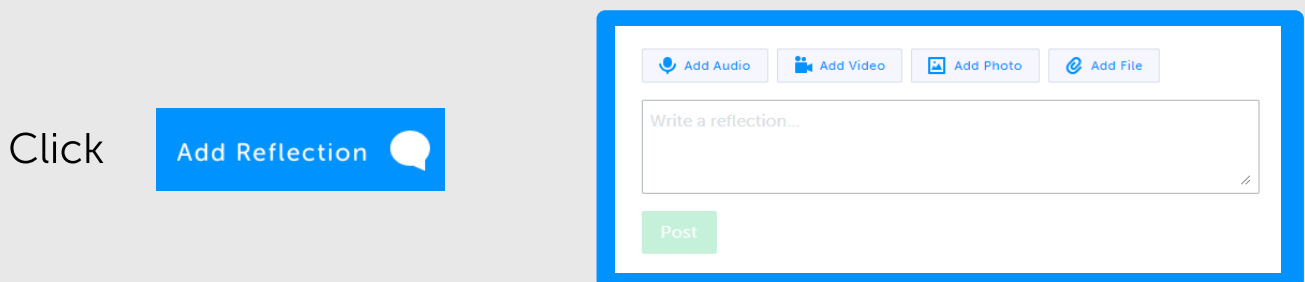 Click
Add Reflection
Add Audio Add Video Add Photo Add File
Write a reflection...
Post